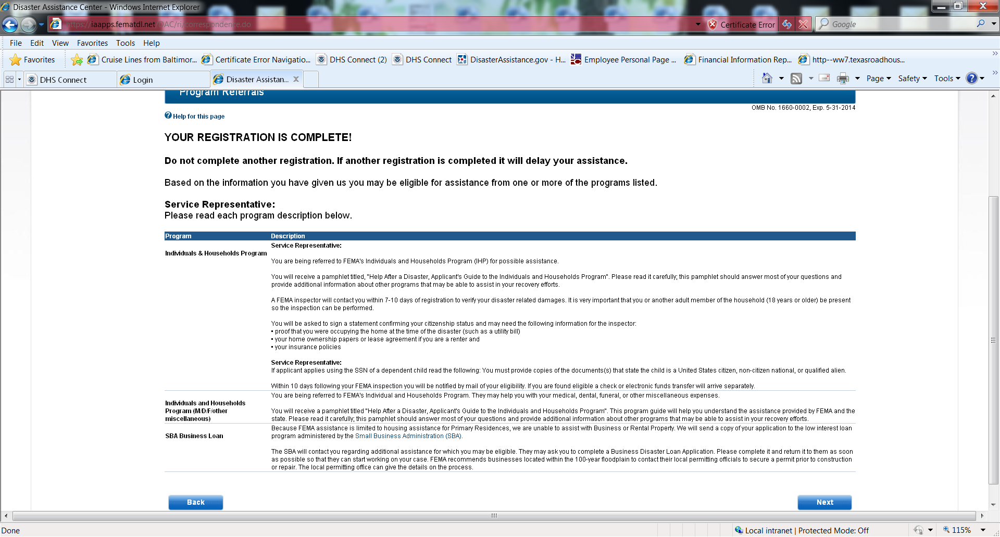 Disaster Assistance Center - Windows Internet Explorer
https://iaapps.fematdl.net/DAC/ri/correspondence.do
Certificate Error
Google
File Edit View Favorites Tools Help
Favorites Cruise Lines from Baltimor... Certificate Error Navigatio... DHS Connect (2) DHS Connect DisasterAssistance.gov - H... Employee Personal Page ... Financial Information Rep... http--ww7.texasroadhous...
DHS Connect Login Disaster Assistan... Page Safety Tools
Program Referrals
OMB No. 1660-0002, Exp. 5-31-2014
Help for this page
YOUR REGISTRATION IS COMPLETE!
Do not complete another registration. If another registration is completed it will delay your assistance.
Based on the information you have given us you may be eligible for assistance from one or more of the programs listed.
Service Representative:
Please read each program description below.
Program Description
Service Representative:
Individuals & Households Program
You are being referred to FEMA's Individuals and Households Program (IHP) for possible assistance.
You will receive a pamphlet titled, "Help After a Disaster, Applicant's Guide to the Individuals and Households Program". Please read it carefully; this pamphlet should answer most of your questions and
provide additional information about other programs that may be able to assist in your recovery efforts.
A FEMA inspector will contact you within 7-10 days of registration to verify your disaster related damages. It is very important that you or another adult member of the household (18 years or older) be present
so the inspection can be performed.
You will be asked to sign a statement confirming your citizenship status and may need the following information for the inspector:
▪ proof that you were occupying the home at the time of the disaster (such as a utility bill)
▪ your home ownership papers or lease agreement if you are a renter and
▪ your insurance policies
Service Representative:
If applicant applies using the SSN of a dependent child read the following: You must provide copies of the documents(s) that state the child is a United States citizen, non-citizen national, or qualified alien.
Within 10 days following your FEMA inspection you will be notified by mail of your eligibility. If you are found eligible a check or electronic funds transfer will arrive separately.
Individuals and Households
Program (M/D/F/other
miscellaneous)
You are being referred to FEMA's Individual and Households Program. They may help you with your medical, dental, funeral, or other miscellaneous expenses.
You will receive a pamphlet titled "Help After a Disaster, Applicant's Guide to the Individuals and Households Program". This program guide will help you understand the assistance provided by FEMA and the
state. Please read it carefully; this pamphlet should answer most of your questions and provide additional information about other programs that may be able to assist in your recovery efforts.
SBA Business Loan
Because FEMA assistance is limited to housing assistance for Primary Residences, we are unable to assist with Business or Rental Property. We will send a copy of your application to the low interest loan
program administered by the Small Business Administration (SBA).
The SBA will contact you regarding additional assistance for which you may be eligible. They may ask you to complete a Business Disaster Loan Application. Please complete it and return it to them as soon
as possible so that they can start working on your case. FEMA recommends businesses located within the 100-year floodplain to contact their local permitting officials to secure a permit prior to construction
or repair. The local permitting office can give the details on the process.
Back Next
Done Local intranet | Protected Mode: Off 115%